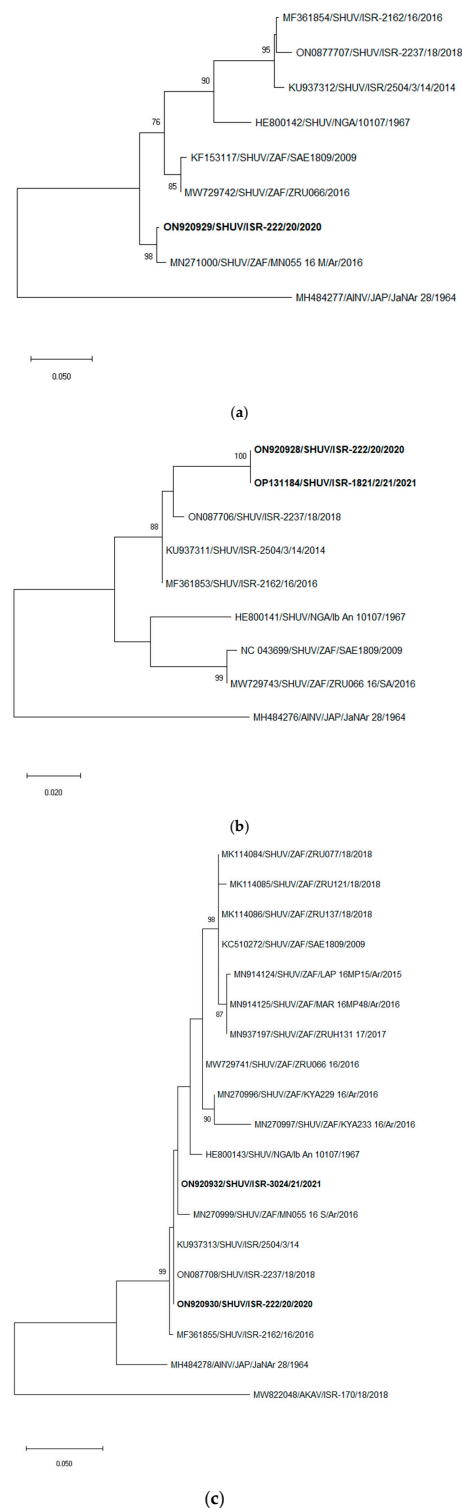 MF361854/SHUV/ISR-2162/16/2016
95
ON0877707/SHUV/ISR-2237/18/2018
90
KU937312/SHUV/ISR/2504/3/14/2014
HE800142/SHUV/NGA/10107/1967
76
KF153117/SHUV/ZAF/SAE1809/2009
85
MW729742/SHUV/ZAF/ZRU066/2016
ON920929/SHUV/ISR-222/20/2020
98
MN271000/SHUV/ZAF/MN055 16 M/Ar/2016
MH484277/AINV/JAP/JaNAr 28/1964
0.050
(a)
ON920928/SHUV/ISR-222/20/2020
100
OP131184/SHUV/ISR-1821/2/21/2021
ON087706/SHUV/ISR-2237/18/2018
88
KU937311/SHUV/ISR-2504/3/14/2014
MF361853/SHUV/ISR-2162/16/2016
HE800141/SHUV/NGA/Ib An 10107/1967
NC 043699/SHUV/ZAF/SAE1809/2009
99
MW729743/SHUV/ZAF/ZRU066 16/SA/2016
MH484276/AINV/JAP/JaNAr 28/1964
0.020
(b)
MK114084/SHUV/ZAF/ZRU077/18/2018
MK114085/SHUV/ZAF/ZRU121/18/2018
MK114086/SHUV/ZAF/ZRU137/18/2018
98
KC510272/SHUV/ZAF/SAE1809/2009
MN914124/SHUV/ZAF/LAP 16MP15/Ar/2015
MN914125/SHUV/ZAF/MAR 16MP48/Ar/2016
87
MN937197/SHUV/ZAF/ZRUH131 17/2017
MW729741/SHUV/ZAF/ZRU066 16/2016
MN270996/SHUV/ZAF/KYA229 16/Ar/2016
90
MN270997/SHUV/ZAF/KYA233 16/Ar/2016
HE800143/SHUV/NGA/Ib An 10107/1967
ON920932/SHUV/ISR-3024/21/2021
MN270999/SHUV/ZAF/MN055 16 S/Ar/2016
KU937313/SHUV/ISR/2504/3/14
ON087708/SHUV/ISR-2237/18/2018
99
ON920930/SHUV/ISR-222/20/2020
MF361855/SHUV/ISR-2162/16/2016
MH484278/AINV/JAP/JaNAr 28/1964
MW822048/AKAV/ISR-170/18/2018
0.050
(c)